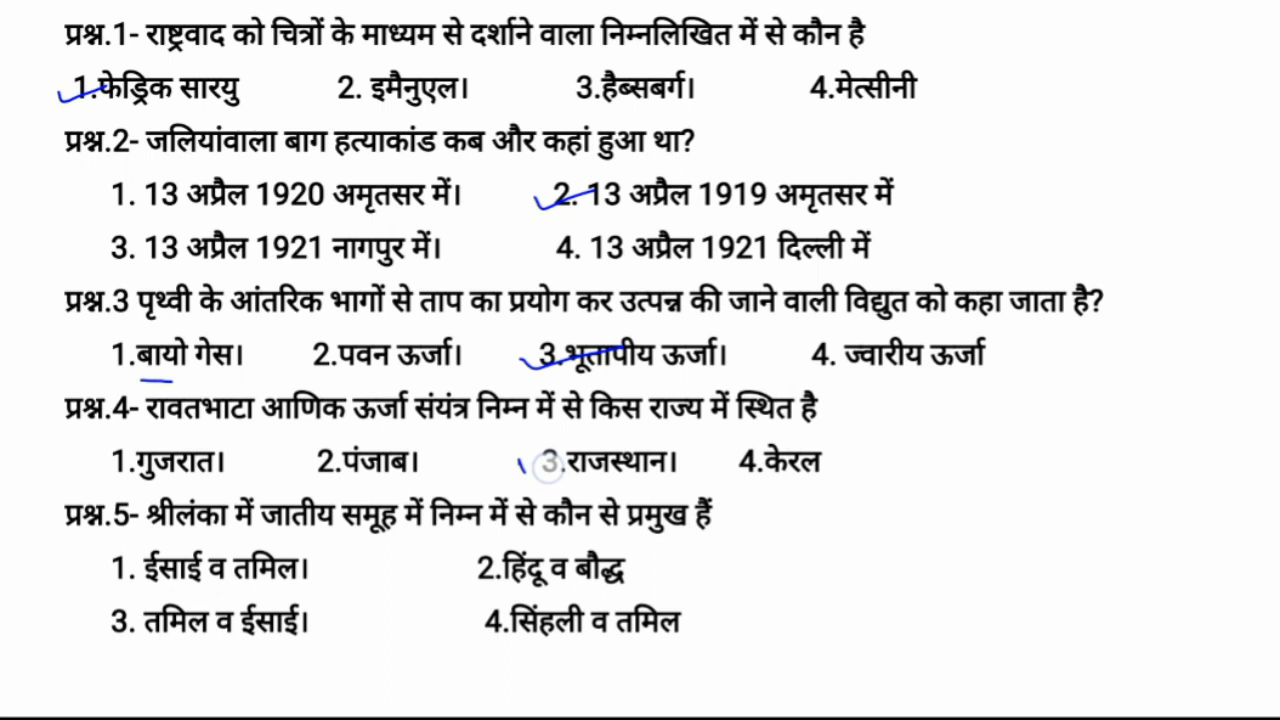 प्रश्न.1- राष्ट्रवाद को चित्रों के माध्यम से दर्शाने वाला निम्नलिखित में से कौन है
1.फेड्रिक सारयु 2. इमैनुएल। 3.हैब्सबर्ग। 4.मेत्सीनी
प्रश्न.2- जलियांवाला बाग हत्याकांड कब और कहां हुआ था?
1. 13 अप्रैल 1920 अमृतसर में। 2. 13 अप्रैल 1919 अमृतसर में
3. 13 अप्रैल 1921 नागपुर में। 4. 13 अप्रैल 1921 दिल्ली में
प्रश्न.3 पृथ्वी के आंतरिक भागों से ताप का प्रयोग कर उत्पन्न की जाने वाली विद्युत को कहा जाता है?
1.बायो गेस। 2.पवन ऊर्जा। 3.भूतापीय ऊर्जा। 4. ज्वारीय ऊर्जा
प्रश्न.4- रावतभाटा आणिक ऊर्जा संयंत्र निम्न में से किस राज्य में स्थित है
1.गुजरात। 2.पंजाब। 3.राजस्थान। 4.केरल
प्रश्न.5- श्रीलंका में जातीय समूह में निम्न में से कौन से प्रमुख हैं
1. ईसाई व तमिल। 2.हिंदू व बौद्ध
3. तमिल व ईसाई। 4.सिंहली व तमिल